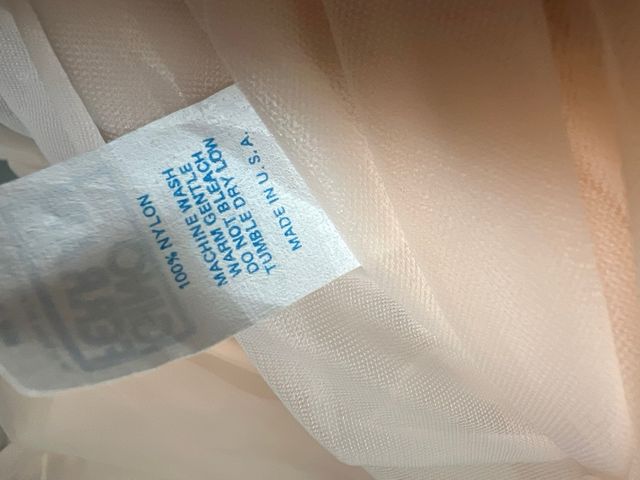 100% NYLON
MACHINE WASH
WARM GENTLE
DO NOT BLEACH
TUMBLE DRY LOW
MADE IN U.S.A.